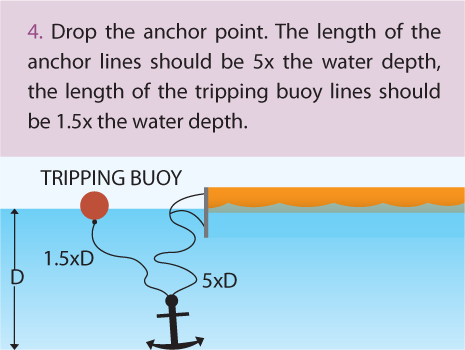 4. Drop the anchor point. The length of the
anchor lines should be 5x the water depth,
the length of the tripping buoy lines should
be 1.5x the water depth.
TRIPPING BUOY
1.5xD
D
5xD